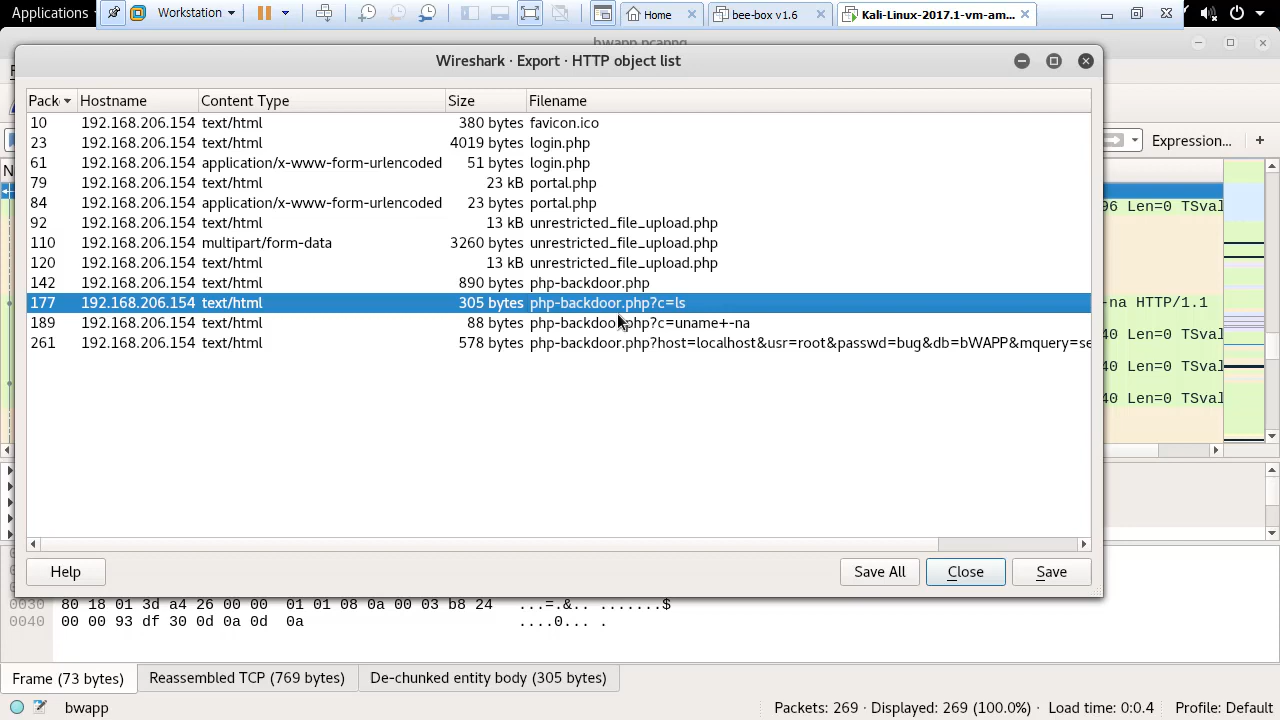 Applications
Workstation
Home
bee-box v1.6
Kali-Linux-2017.1-vm-am...
bwapp.pcapng
Wireshark · Export · HTTP object list
Pack Hostname Content Type Size Filename
10 192.168.206.154 text/html 380 bytes favicon.ico
23 192.168.206.154 text/html 4019 bytes login.php
61 192.168.206.154 application/x-www-form-urlencoded 51 bytes login.php
79 192.168.206.154 text/html 23 kB portal.php
84 192.168.206.154 application/x-www-form-urlencoded 23 bytes portal.php
92 192.168.206.154 text/html 13 kB unrestricted_file_upload.php
110 192.168.206.154 multipart/form-data 3260 bytes unrestricted_file_upload.php
120 192.168.206.154 text/html 13 kB unrestricted_file_upload.php
142 192.168.206.154 text/html 890 bytes php-backdoor.php
177 192.168.206.154 text/html 305 bytes php-backdoor.php?c=ls
189 192.168.206.154 text/html 88 bytes php-backdoor.php?c=uname+-na
261 192.168.206.154 text/html 578 bytes php-backdoor.php?host=localhost&usr=root&passwd=bug&db=bWAPP&mquery=se
Expression... +
96 Len=0 TSval
-na HTTP/1.1
40 Len=0 TSval
40 Len=0 TSval
40 Len=0 TSval
Help
Save All
Close
Save
0030 80 18 01 3d a4 26 00 00 01 01 08 0a 00 03 b8 24 ...=.&.. .......$
0040 00 00 93 df 30 0d 0a 0d 0a ....0... .
Frame (73 bytes)
Reassembled TCP (769 bytes)
De-chunked entity body (305 bytes)
bwapp
Packets: 269 · Displayed: 269 (100.0%) · Load time: 0:0.4
Profile: Default